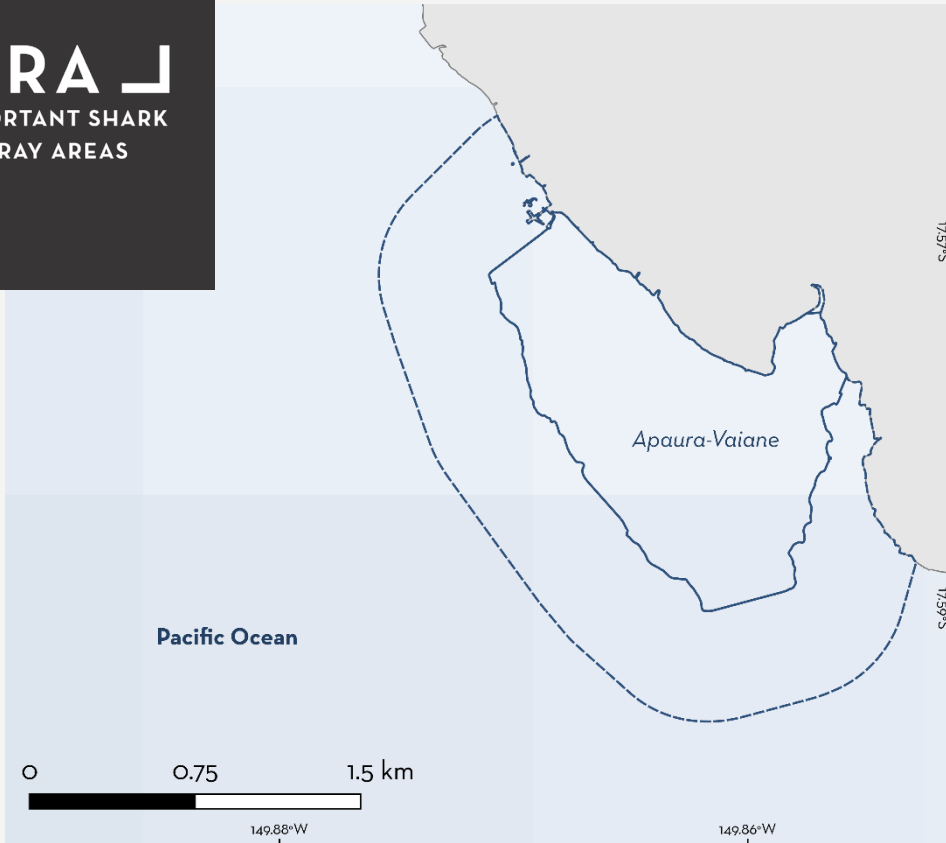 RA
ORTANT SHARK
RAY AREAS
17.57°S
Apaura-Vaiane
17.59°S
Pacific Ocean
0 0.75 1.5 km
149.88°W 149.86°W